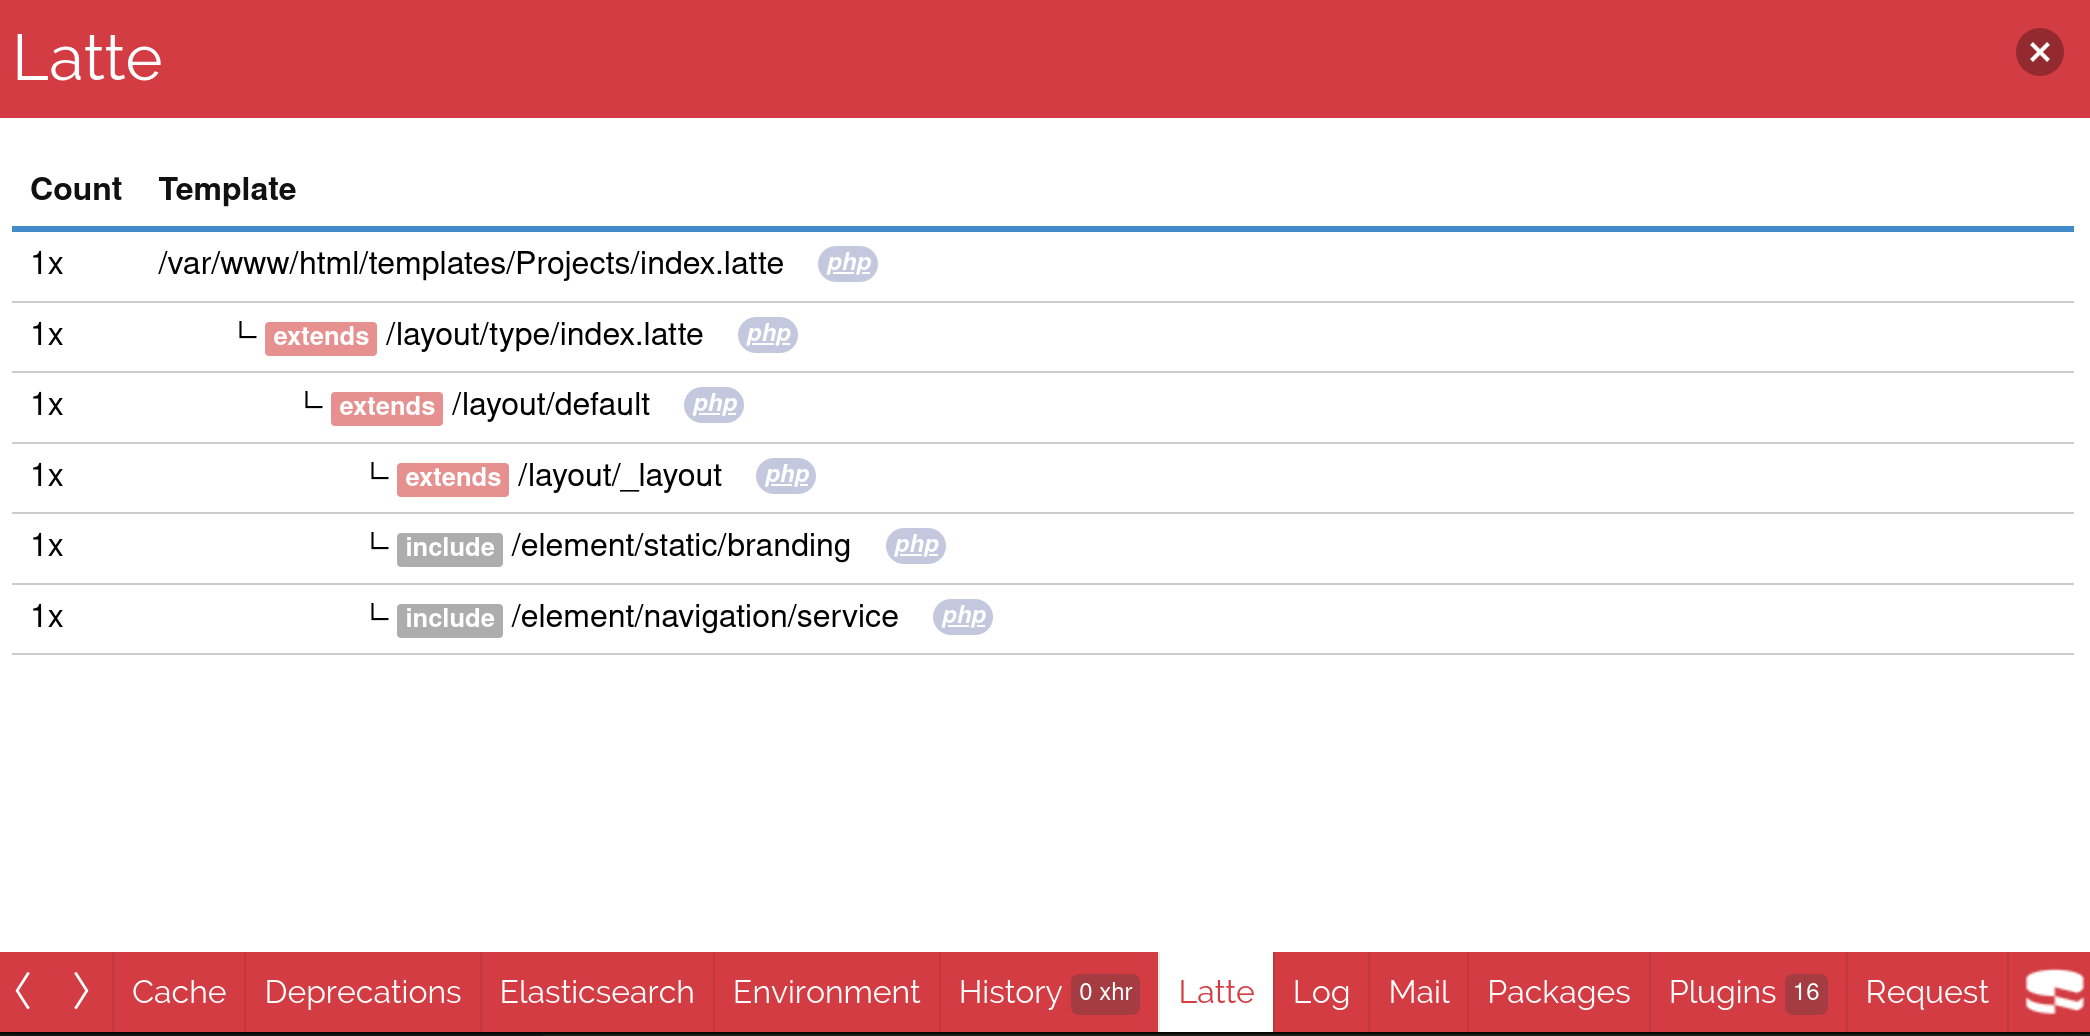 Latte
Count Template
1x /var/www/html/templates/Projects/index.latte php
1x extends /layout/type/index.latte php
1x extends /layout/default php
1x extends /layout/_layout php
1x include /element/static/branding php
1x include /element/navigation/service php
Cache Deprecations Elasticsearch Environment History 0 xhr Latte Log Mail Packages Plugins 16 Request